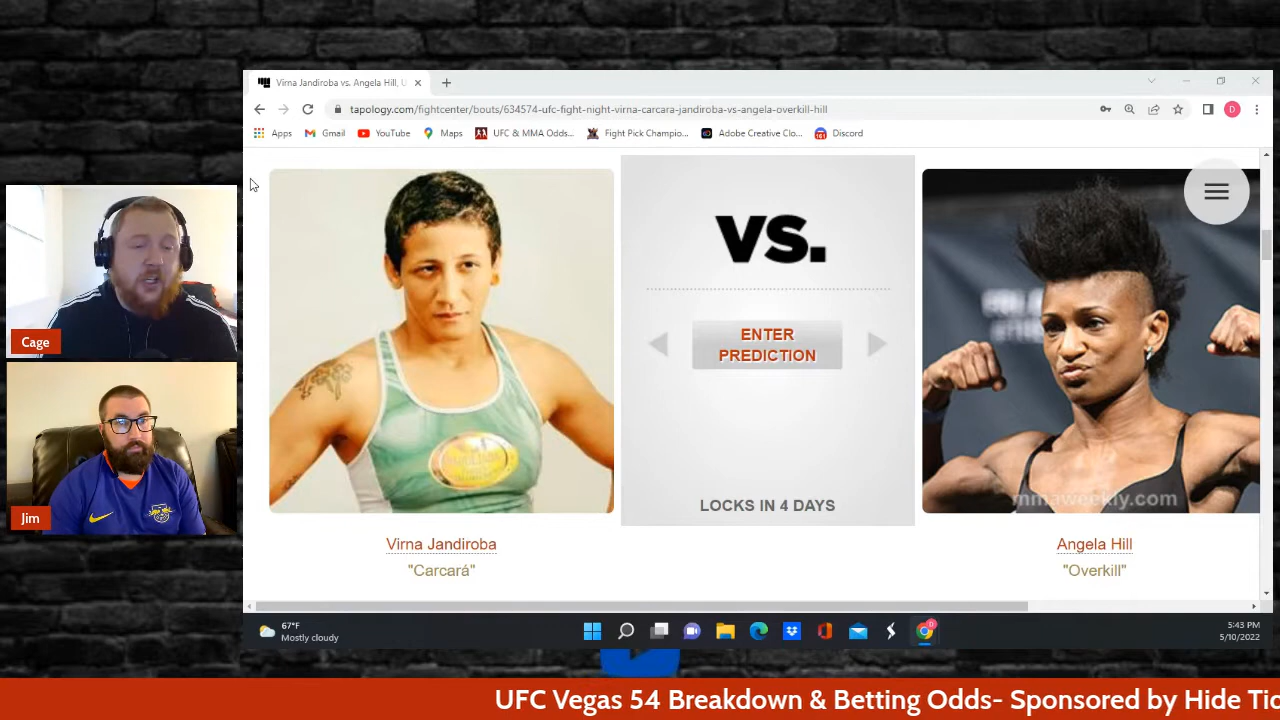 Virna Jandiroba vs. Angela Hill, U
tapology.com/fightcenter/bouts/634574-ufc-fight-night-virna-carcara-jandiroba-vs-angela-overkill-hill
D
Apps
Gmail
YouTube
Maps
UFC & MMA Odds...
Fight Pick Champio...
Adobe Creative Clo...
Discord
VS.
ENTER
PREDICTION
LOCKS IN 4 DAYS
mmaweekly.com
Virna Jandiroba
"Carcará"
Angela Hill
"Overkill"
Cage
Jim
67°F
Mostly cloudy
5:43 PM
5/10/2022
UFC Vegas 54 Breakdown & Betting Odds- Sponsored by Hide Tic